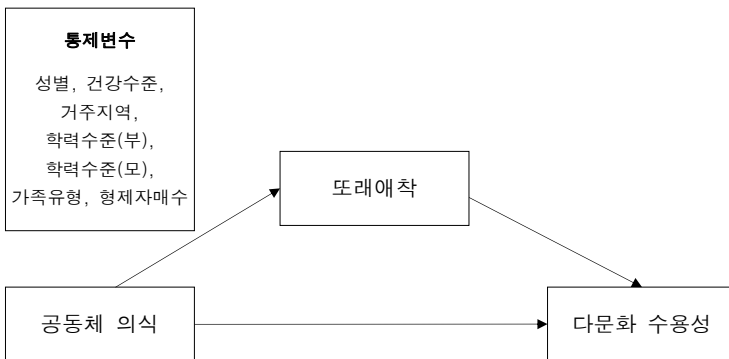 통제변수
성별, 건강수준,
거주지역,
학력수준(부),
학력수준(모),
가족유형, 형제자매수
또래애착
공동체 의식
다문화 수용성